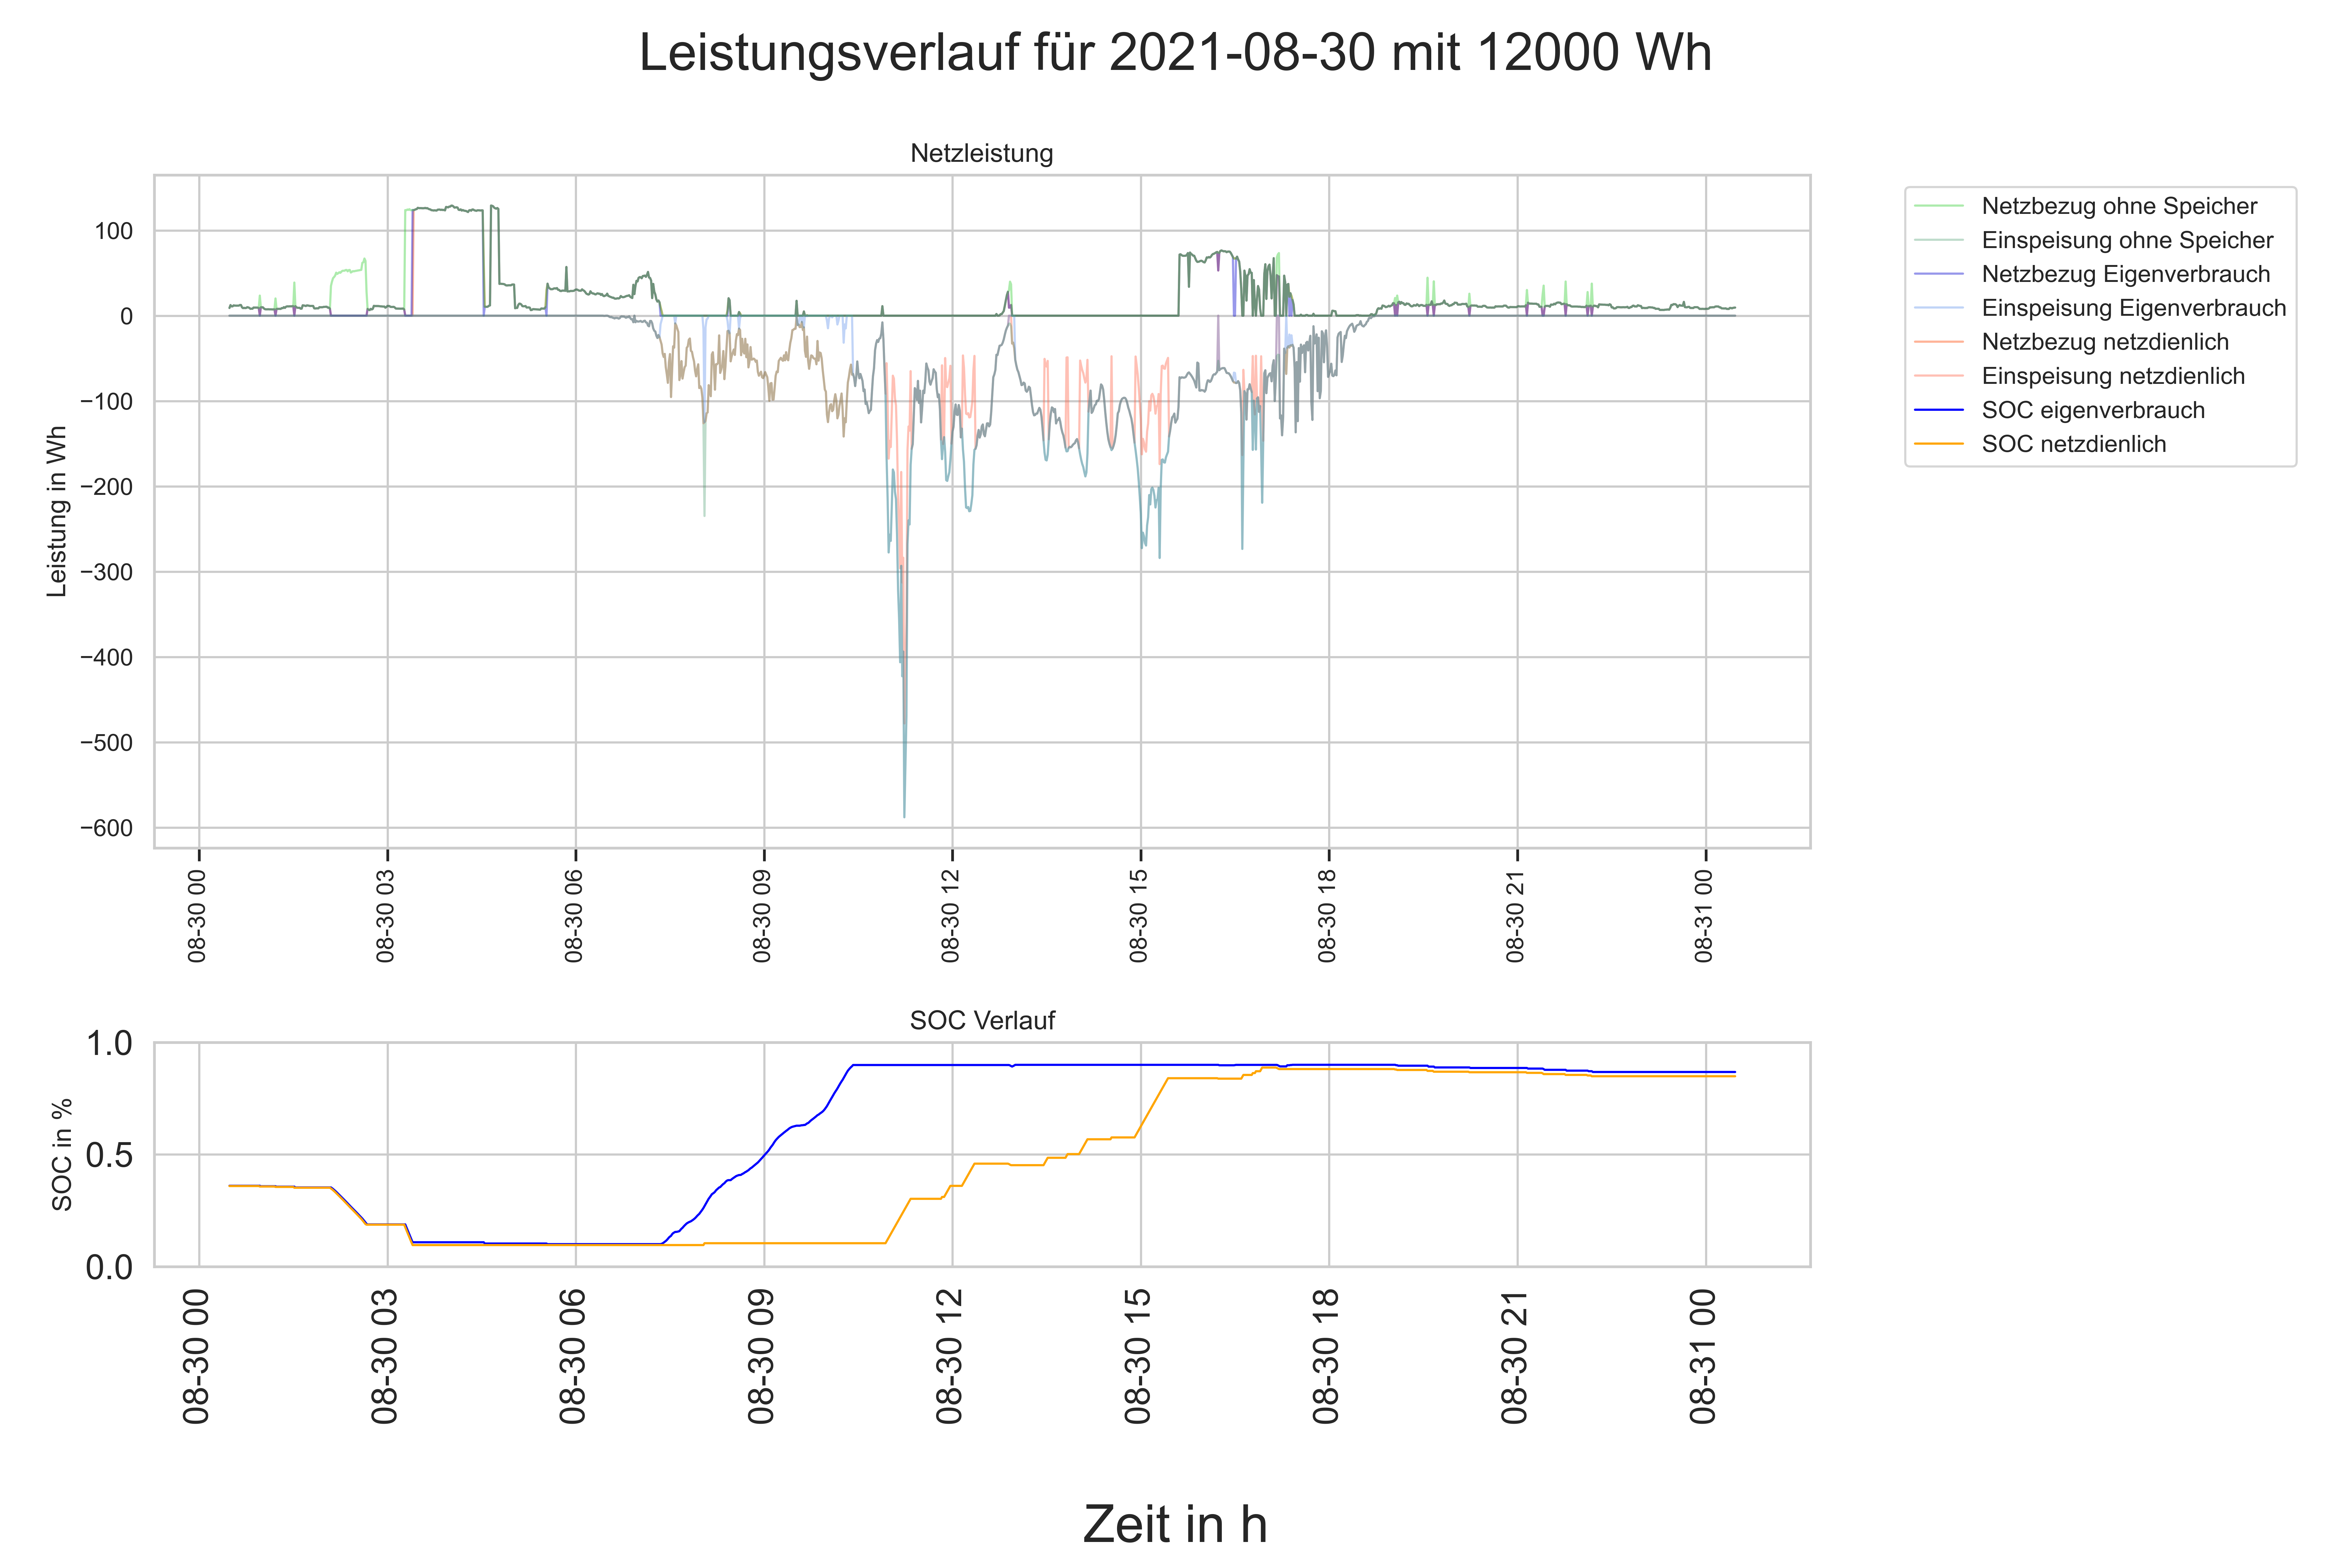 Leistungsverlauf für 2021-08-30 mit 12000 Wh
Netzleistung
Leistung in Wh
100
0
−100
−200
−300
−400
−500
−600
08-30 00
08-30 03
08-30 06
08-30 09
08-30 12
08-30 15
08-30 18
08-30 21
08-31 00
Netzbezug ohne Speicher
Einspeisung ohne Speicher
Netzbezug Eigenverbrauch
Einspeisung Eigenverbrauch
Netzbezug netzdienlich
Einspeisung netzdienlich
SOC eigenverbrauch
SOC netzdienlich
SOC Verlauf
SOC in %
1.0
0.5
0.0
08-30 00
08-30 03
08-30 06
08-30 09
08-30 12
08-30 15
08-30 18
08-30 21
08-31 00
Zeit in h